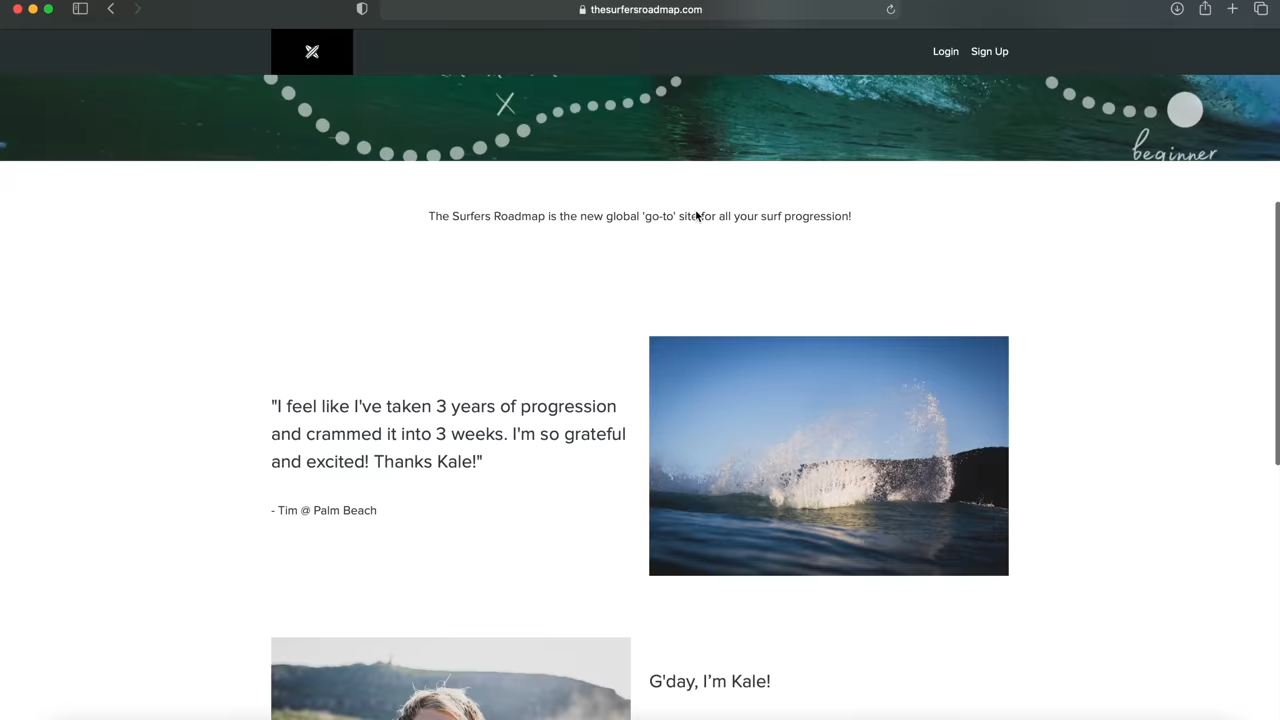 thesurfersroadmap.com
Login Sign Up
beginner
The Surfers Roadmap is the new global 'go-to' site for all your surf progression!
"I feel like I've taken 3 years of progression
and crammed it into 3 weeks. I'm so grateful
and excited! Thanks Kale!"
- Tim @ Palm Beach
G'day, I’m Kale!